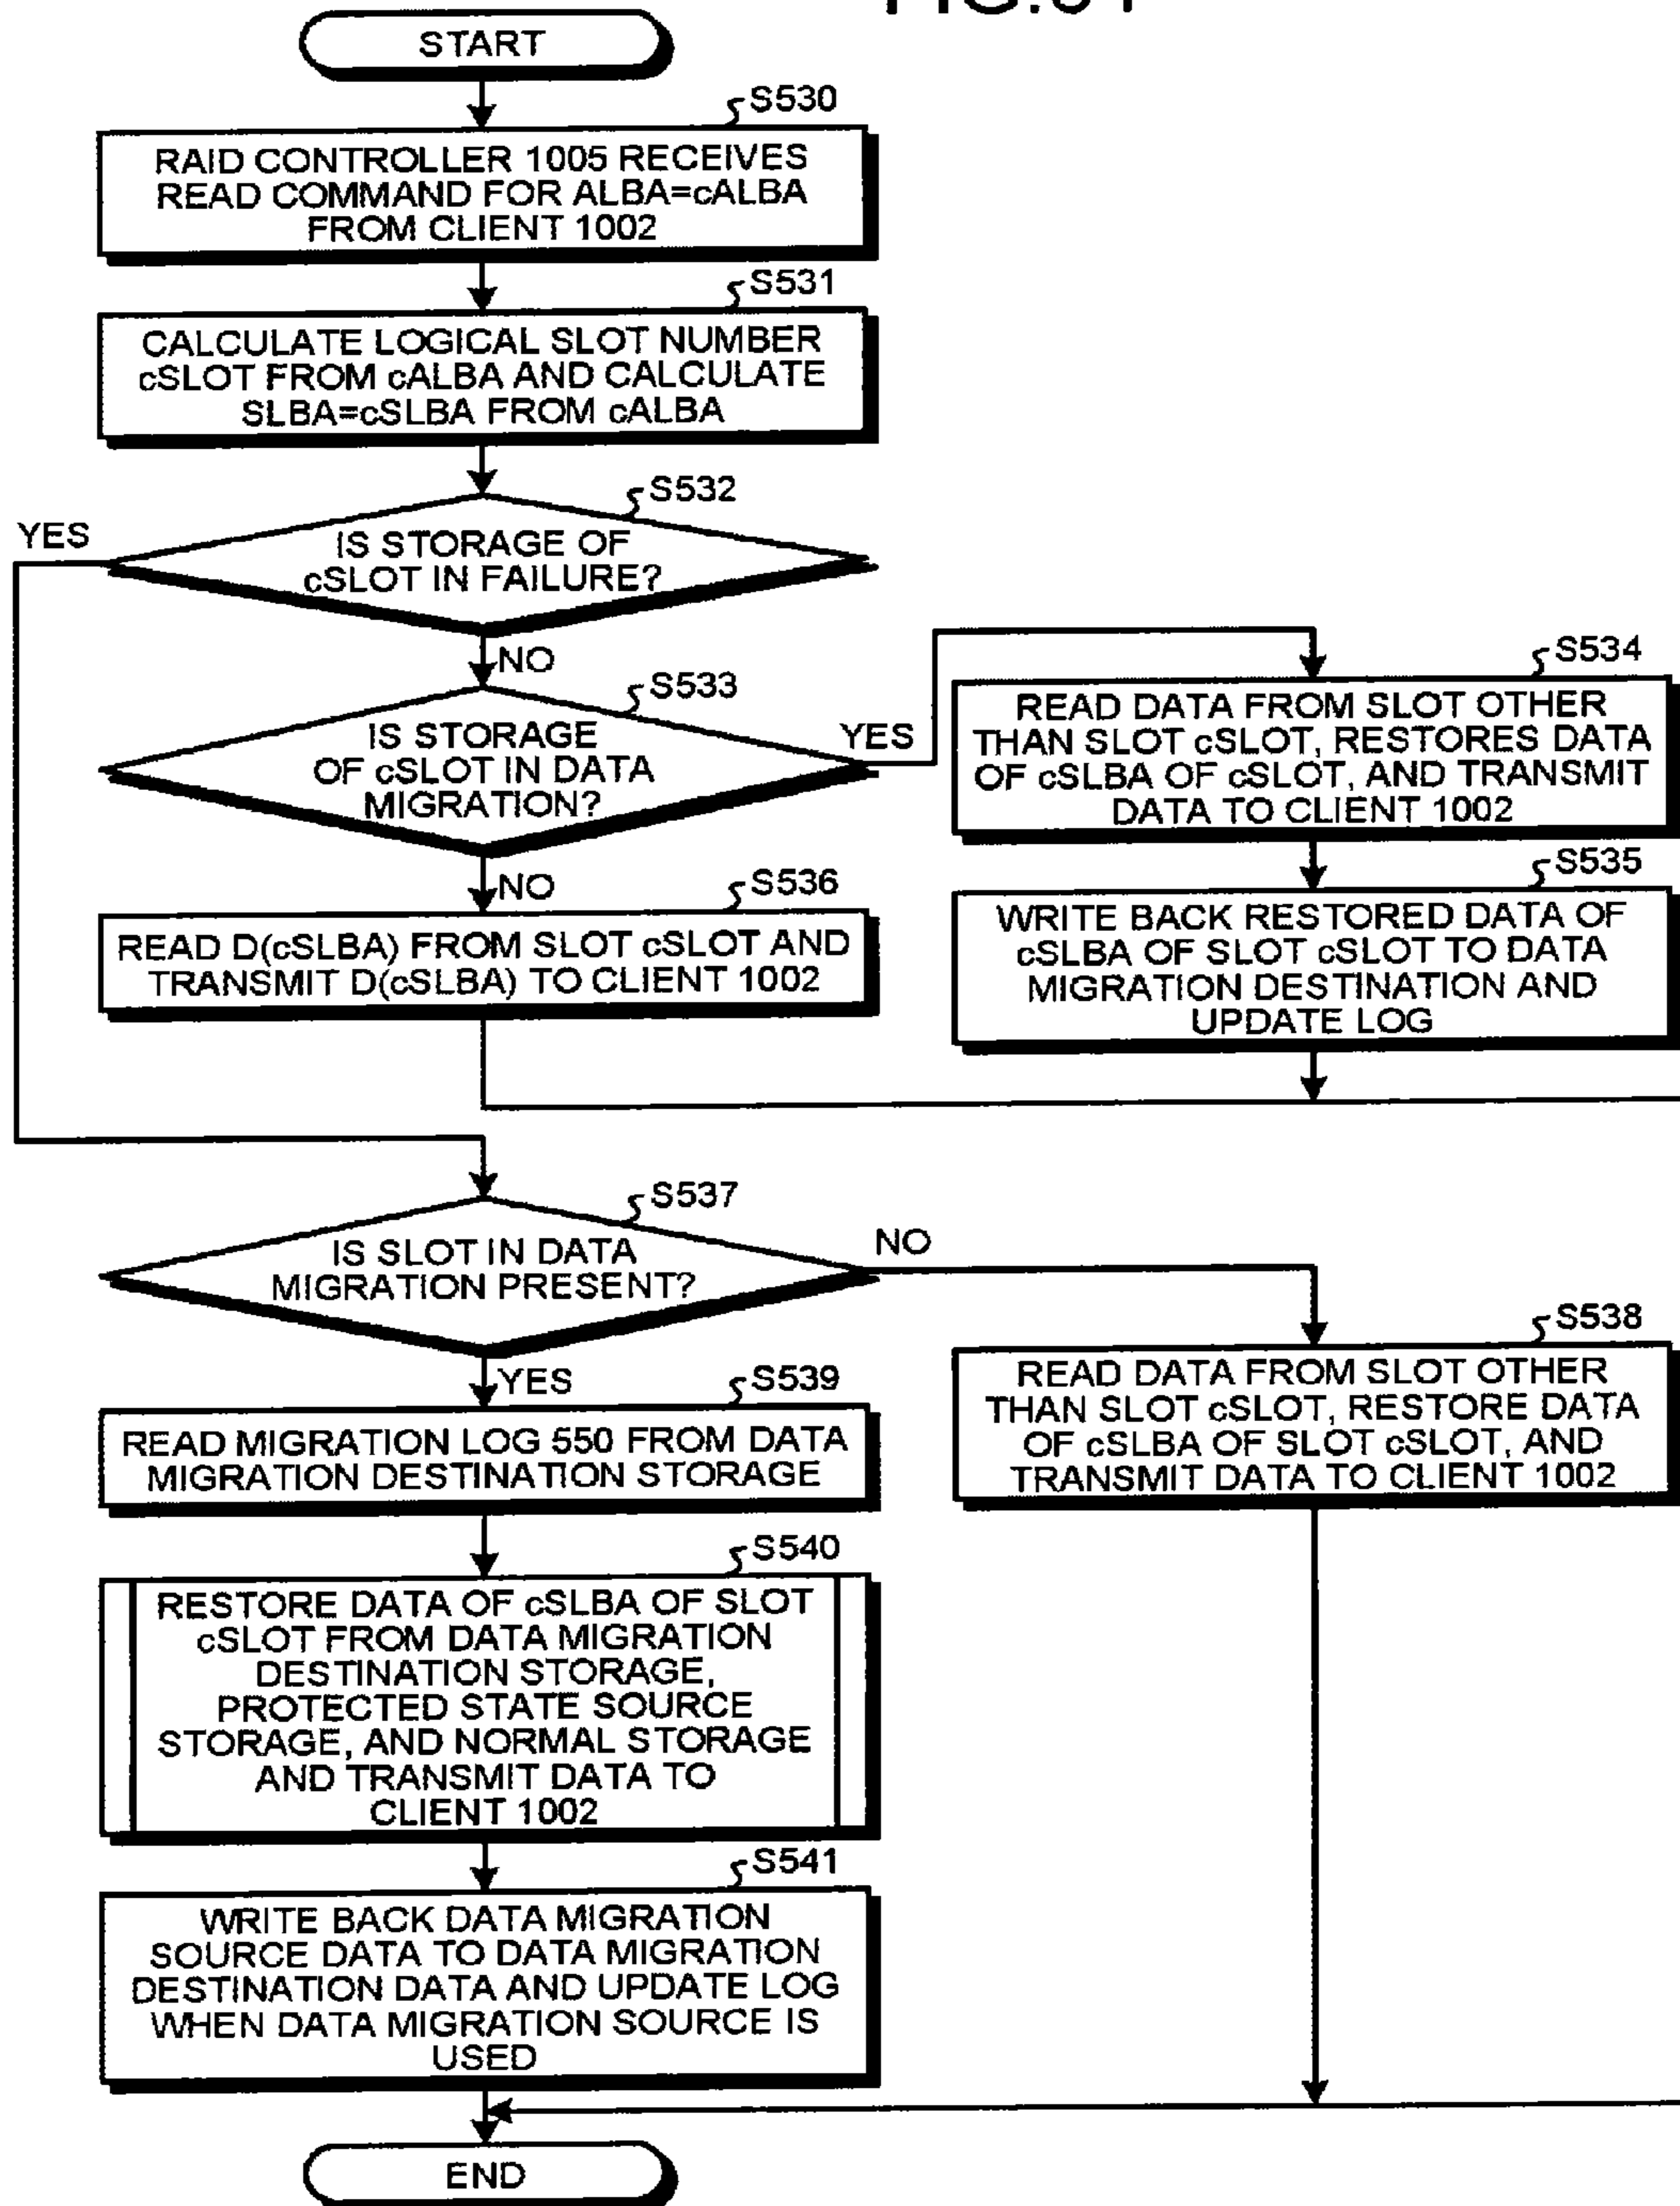 START
S530
RAID CONTROLLER 1005 RECEIVES
READ COMMAND FOR ALBA=cALBA
FROM CLIENT 1002
S531
CALCULATE LOGICAL SLOT NUMBER
cSLOT FROM cALBA AND CALCULATE
SLBA=cSLBA FROM cALBA
S532
YES
IS STORAGE OF
cSLOT IN FAILURE?
NO
S533
IS STORAGE
OF cSLOT IN DATA
MIGRATION?
YES
S534
READ DATA FROM SLOT OTHER
THAN SLOT cSLOT, RESTORES DATA
OF cSLBA OF cSLOT, AND TRANSMIT
DATA TO CLIENT 1002
S535
WRITE BACK RESTORED DATA OF
cSLBA OF SLOT cSLOT TO DATA
MIGRATION DESTINATION AND
UPDATE LOG
NO
S536
READ D(cSLBA) FROM SLOT cSLOT AND
TRANSMIT D(cSLBA) TO CLIENT 1002
S537
IS SLOT IN DATA
MIGRATION PRESENT?
NO
S538
READ DATA FROM SLOT OTHER
THAN SLOT cSLOT, RESTORE DATA
OF cSLBA OF SLOT cSLOT, AND
TRANSMIT DATA TO CLIENT 1002
YES
S539
READ MIGRATION LOG 550 FROM DATA
MIGRATION DESTINATION STORAGE
S540
RESTORE DATA OF cSLBA OF SLOT
cSLOT FROM DATA MIGRATION
DESTINATION STORAGE,
PROTECTED STATE SOURCE
STORAGE, AND NORMAL STORAGE
AND TRANSMIT DATA TO
CLIENT 1002
S541
WRITE BACK DATA MIGRATION
SOURCE DATA TO DATA MIGRATION
DESTINATION DATA AND UPDATE LOG
WHEN DATA MIGRATION SOURCE IS
USED
END